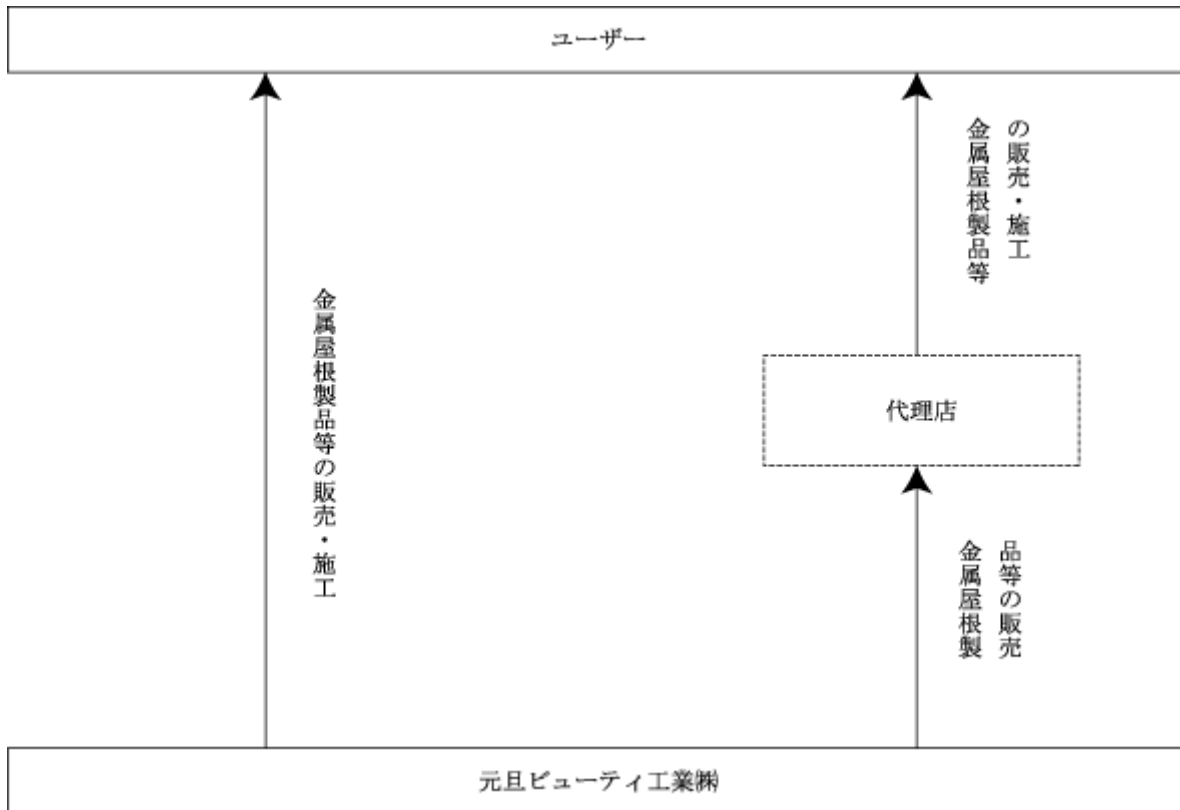 ユーザー
金属屋根製品等の販売・施工
金属屋根製品等
の販売・施工
代理店
金属屋根製
品等の販売
元旦ビューティ工業㈱